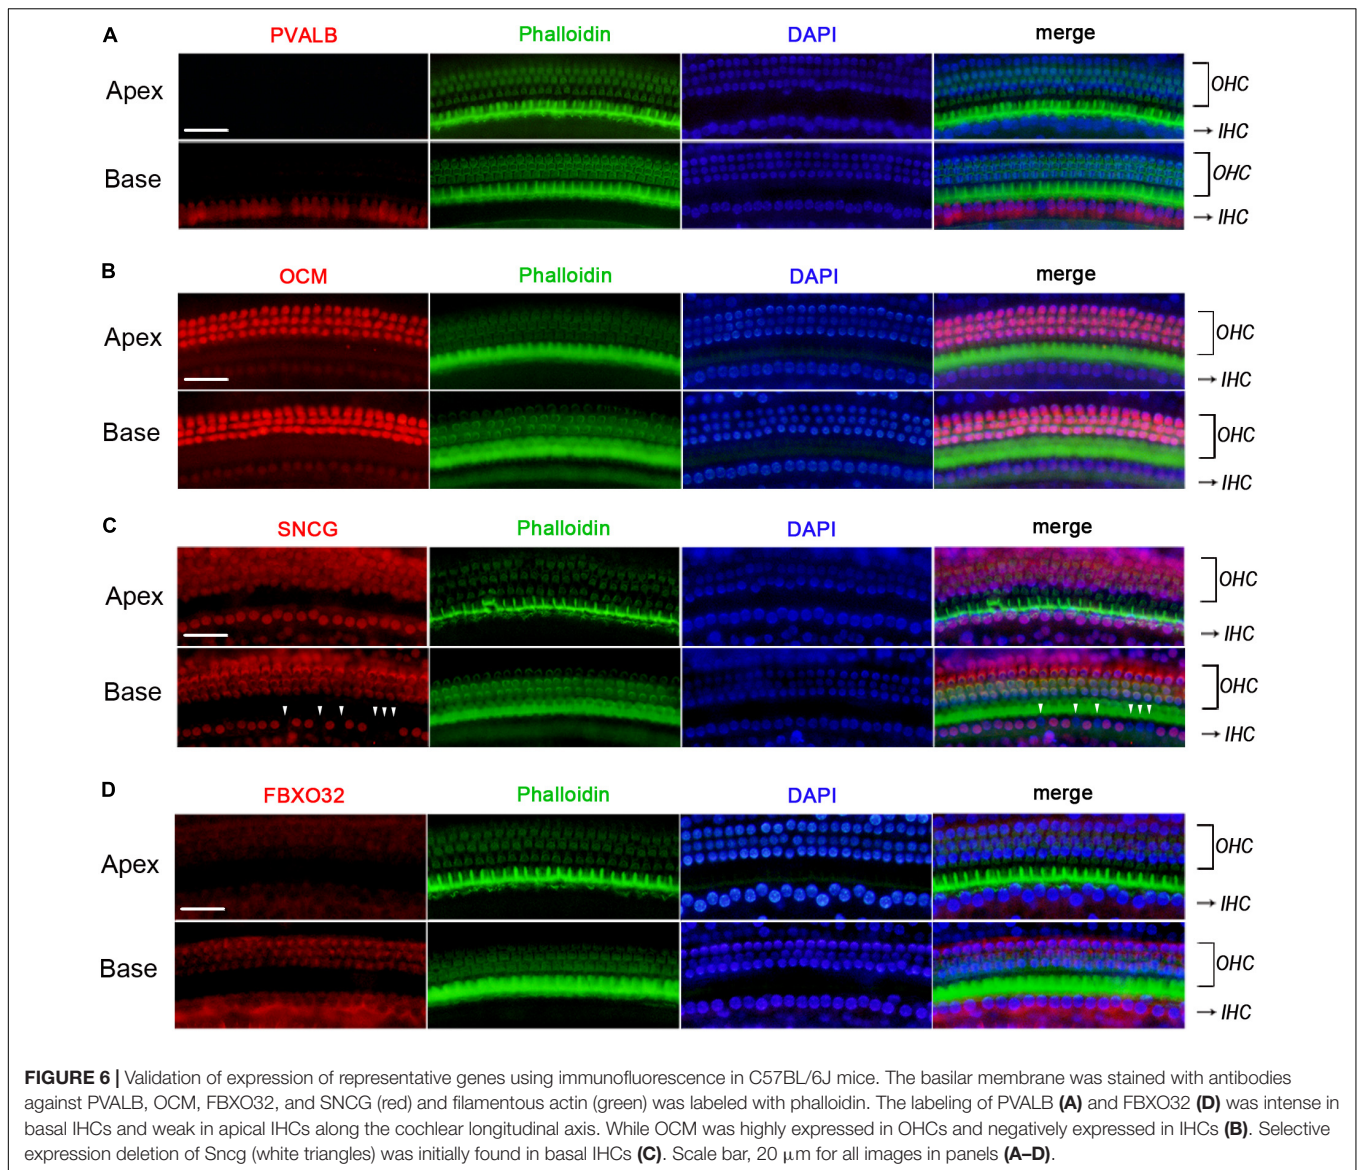 A PVALB Phalloidin DAPI merge
Apex OHC
→ IHC
Base OHC
→ IHC
B OCM Phalloidin DAPI merge
Apex OHC
→ IHC
Base OHC
→ IHC
C SNCG Phalloidin DAPI merge
Apex OHC
→ IHC
Base OHC
→ IHC
D FBXO32 Phalloidin DAPI merge
Apex OHC
→ IHC
Base OHC
→ IHC
FIGURE 6 | Validation of expression of representative genes using immunofluorescence in C57BL/6J mice. The basilar membrane was stained with antibodies
against PVALB, OCM, FBXO32, and SNCG (red) and filamentous actin (green) was labeled with phalloidin. The labeling of PVALB (A) and FBXO32 (D) was intense in
basal IHCs and weak in apical IHCs along the cochlear longitudinal axis. While OCM was highly expressed in OHCs and negatively expressed in IHCs (B). Selective
expression deletion of Sncg (white triangles) was initially found in basal IHCs (C). Scale bar, 20 μm for all images in panels (A–D).